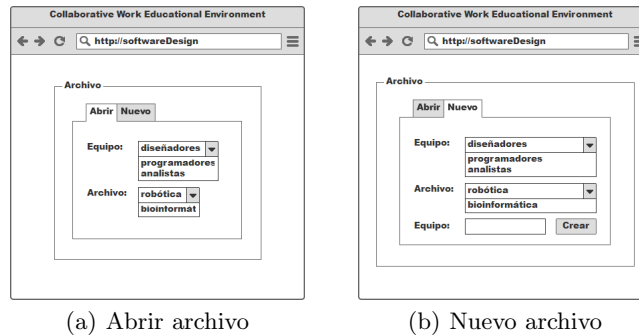 Collaborative Work Educational Environment
http://softwareDesign
Archivo
Abrir Nuevo
Equipo: diseñadores
programadores
analistas
Archivo: robótica
bioinformát
(a) Abrir archivo
Collaborative Work Educational Environment
http://softwareDesign
Archivo
Abrir Nuevo
Equipo: diseñadores
programadores
analistas
Archivo: robótica
bioinformática
Equipo: Crear
(b) Nuevo archivo